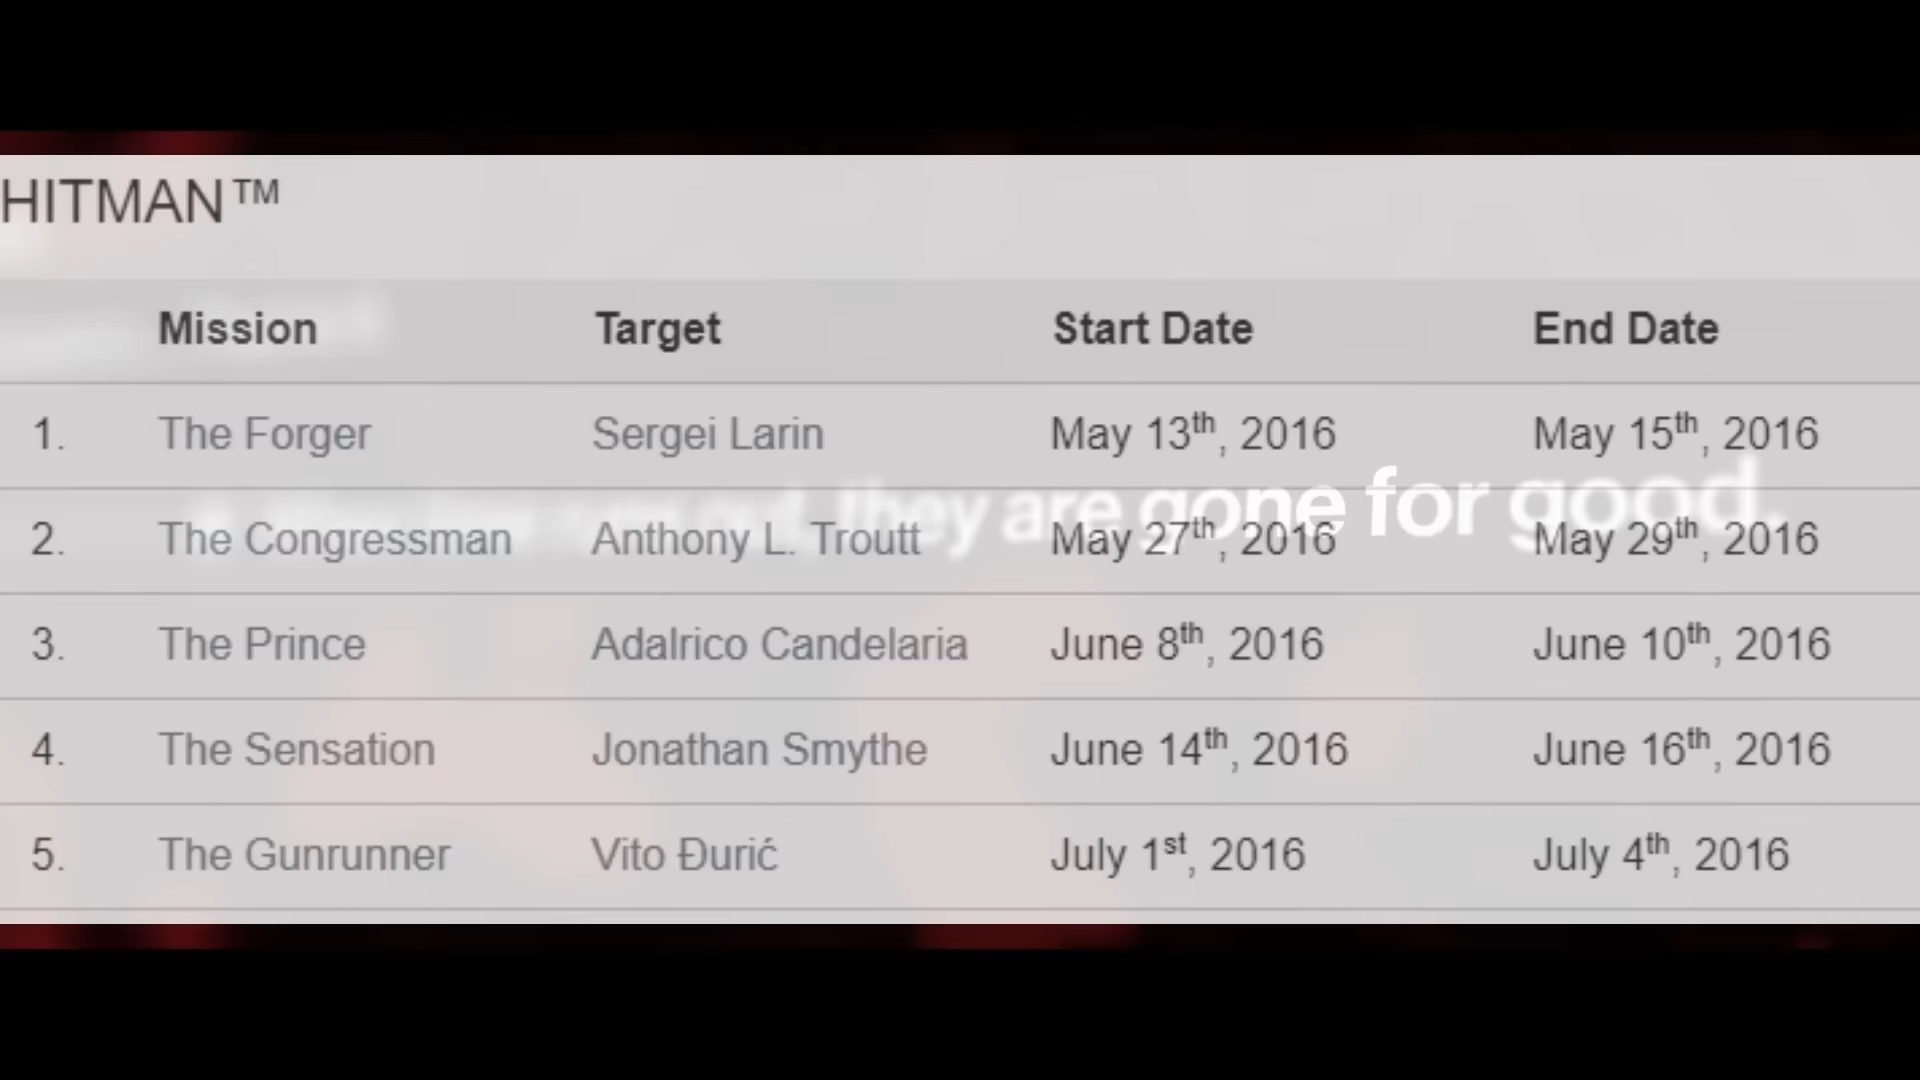 HITMAN™
Mission Target Start Date End Date
1. The Forger Sergei Larin May 13th, 2016 May 15th, 2016
they are gone for good.
2. The Congressman Anthony L. Troutt May 27th, 2016 May 29th, 2016
3. The Prince Adalrico Candelaria June 8th, 2016 June 10th, 2016
4. The Sensation Jonathan Smythe June 14th, 2016 June 16th, 2016
5. The Gunrunner Vito Đurić July 1st, 2016 July 4th, 2016